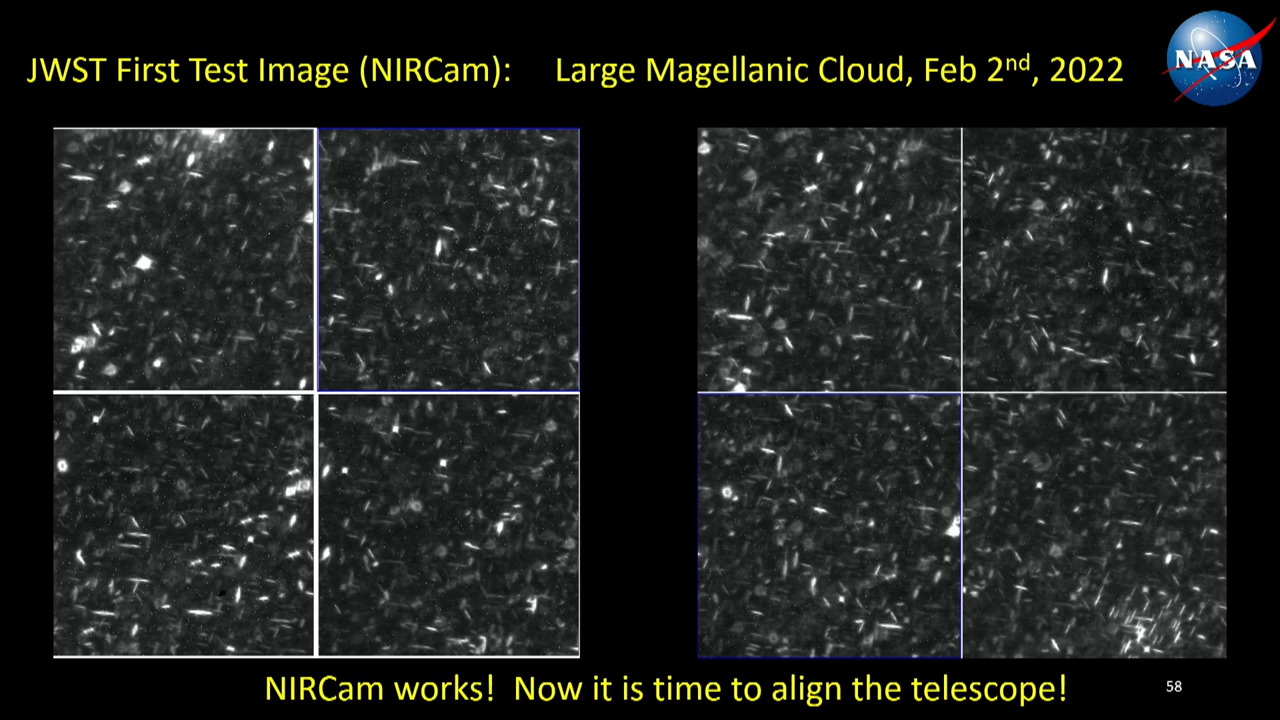 JWST First Test Image (NIRCam): Large Magellanic Cloud, Feb 2nd, 2022
NASA
NIRCam works! Now it is time to align the telescope!
58